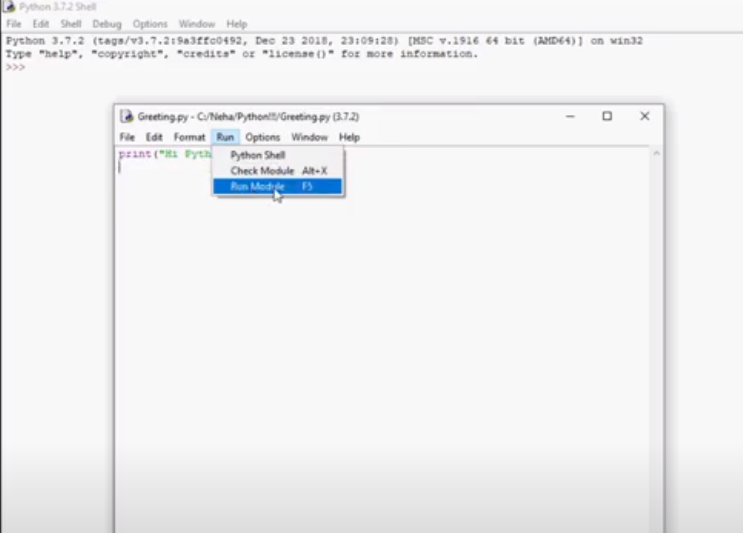 Python 3.7.2 Shell
File Edit Shell Debug Options Window Help
Python 3.7.2 (tags/v3.7.2:9a3ffc0492, Dec 23 2018, 23:09:28) [MSC v.1916 64 bit (AMD64)] on win32
Type "help", "copyright", "credits" or "license()" for more information.
>>>
Greeting.py - C:/Neha/Python!!!/Greeting.py (3.7.2)
File Edit Format Run Options Window Help
print("Hi Pyth
Python Shell
Check Module Alt+X
Run Module F5